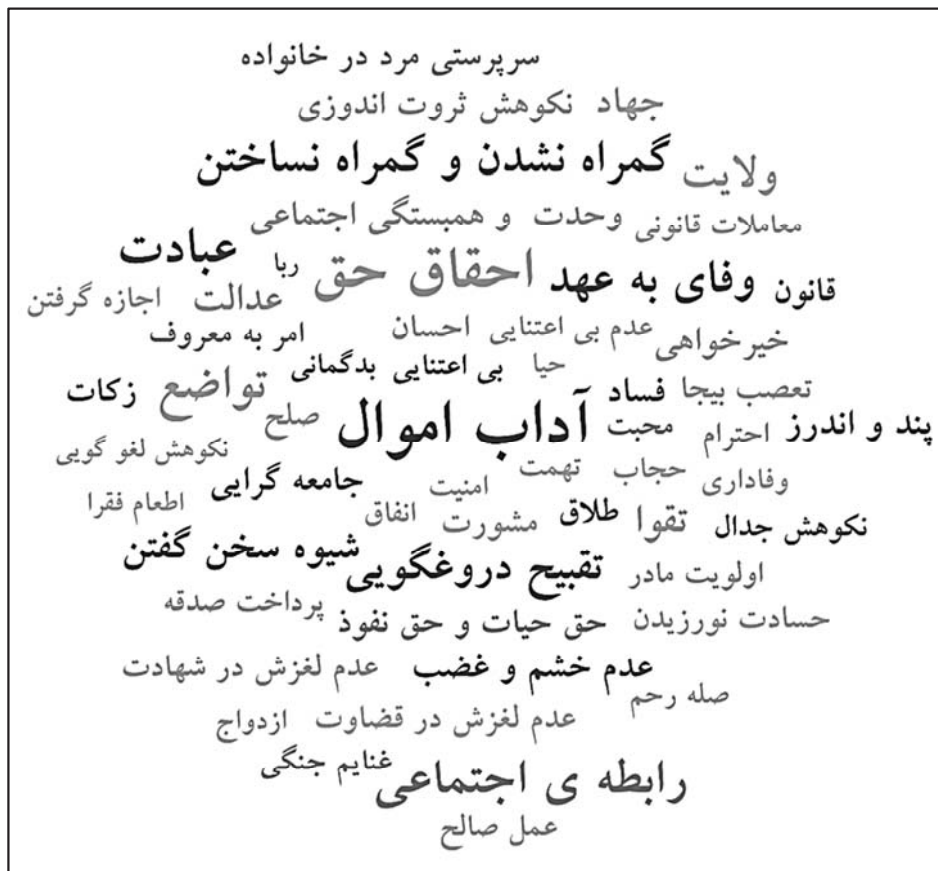 سرپرستی مرد در خانواده
جهاد نکوهش ثروت اندوزی
ولایت گمراه نشدن و گمراه نساختن
معاملات قانونی وحدت و همبستگی اجتماعی
قانون وفای به عهد احقاق حق ربا عبادت
عدالت اجازه گرفتن
خیرخواهی عدم بی اعتنایی احسان امر به معروف
تعصب بیجا فساد حیا بی اعتنایی بدگمانی تواضع زکات
پند و اندرز احترام محبت آداب اموال صلح نکوهش لغو گویی
وفاداری حجاب تهمت امنیت جامعه گرایی اطعام فقرا
نکوهش جدال تقوا طلاق مشورت انفاق شیوه سخن گفتن
اولویت مادر تقبیح دروغگویی
حسادت نورزیدن حق حیات و حق نفوذ پرداخت صدقه
عدم خشم و غضب عدم لغزش در شهادت
صله رحم
عدم لغزش در قضاوت ازدواج
رابطه ی اجتماعی غنایم جنگی
عمل صالح